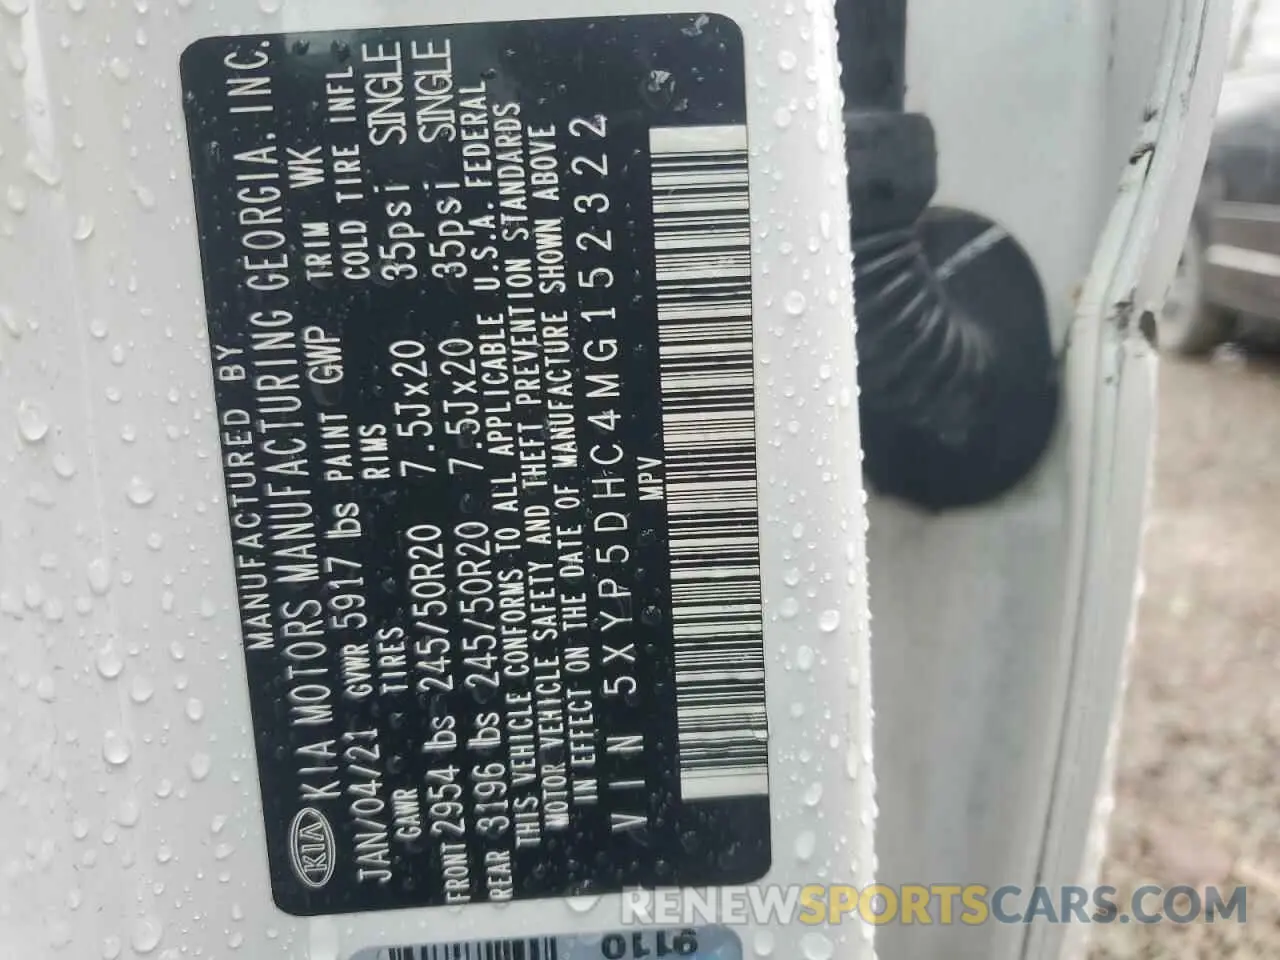 MANUFACTURED BY
KIA KIA MOTORS MANUFACTURING GEORGIA, INC.
JAN/04/21 GVWR 5917 lbs PAINT GWP TRIM WK
GAWR TIRES RIMS COLD TIRE INFL
FRONT 2954 lbs 245/50R20 7.5Jx20 35psi SINGLE
REAR 3196 lbs 245/50R20 7.5Jx20 35psi SINGLE
THIS VEHICLE CONFORMS TO ALL APPLICABLE U.S.A. FEDERAL
MOTOR VEHICLE SAFETY AND THEFT PREVENTION STANDARDS
IN EFFECT ON THE DATE OF MANUFACTURE SHOWN ABOVE
VIN 5XYP5DHC4MG152322
MPV
9110
RENEWSPORTSCARS.COM